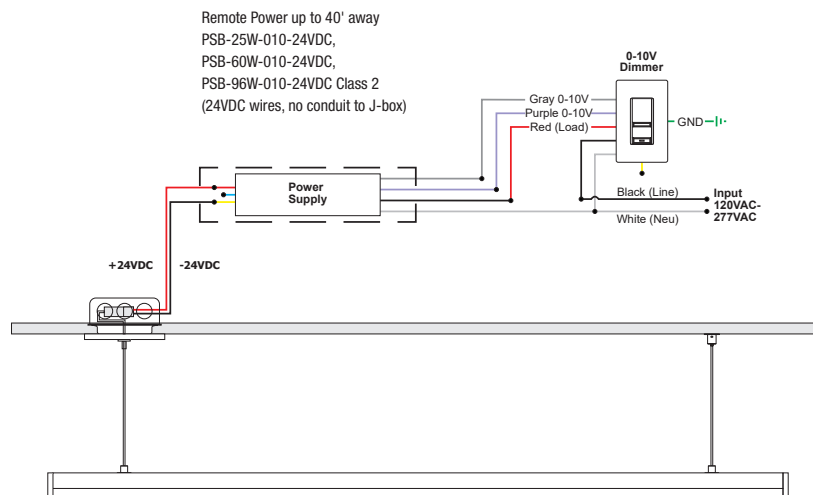 Remote Power up to 40' away
PSB-25W-010-24VDC,
PSB-60W-010-24VDC,
PSB-96W-010-24VDC Class 2
(24VDC wires, no conduit to J-box)
0-10V
Dimmer
Gray 0-10V
Purple 0-10V
Red (Load)
GND
Power
Supply
Black (Line)
White (Neu)
Input
120VAC-
277VAC
+24VDC
-24VDC